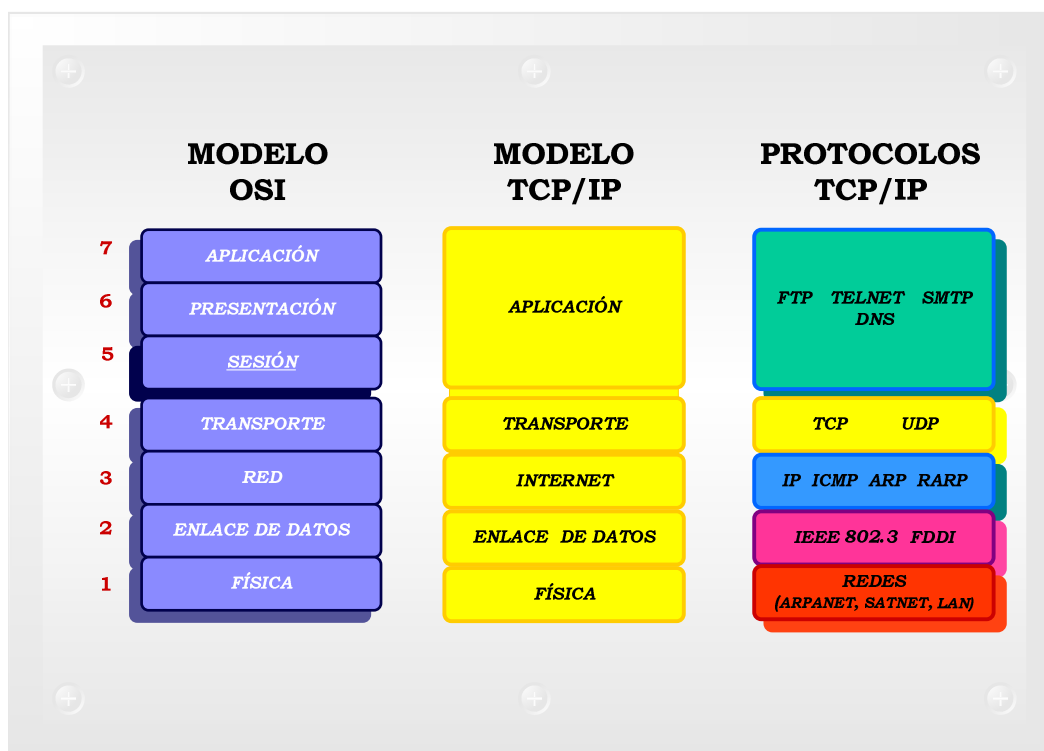 MODELO
OSI
7
APLICACIÓN
6
PRESENTACIÓN
5
SESIÓN
4
TRANSPORTE
3
RED
2
ENLACE DE DATOS
1
FÍSICA
MODELO
TCP/IP
APLICACIÓN
TRANSPORTE
INTERNET
ENLACE DE DATOS
FÍSICA
PROTOCOLOS
TCP/IP
FTP TELNET SMTP
DNS
TCP UDP
IP ICMP ARP RARP
IEEE 802.3 FDDI
REDES
(ARPANET, SATNET, LAN)